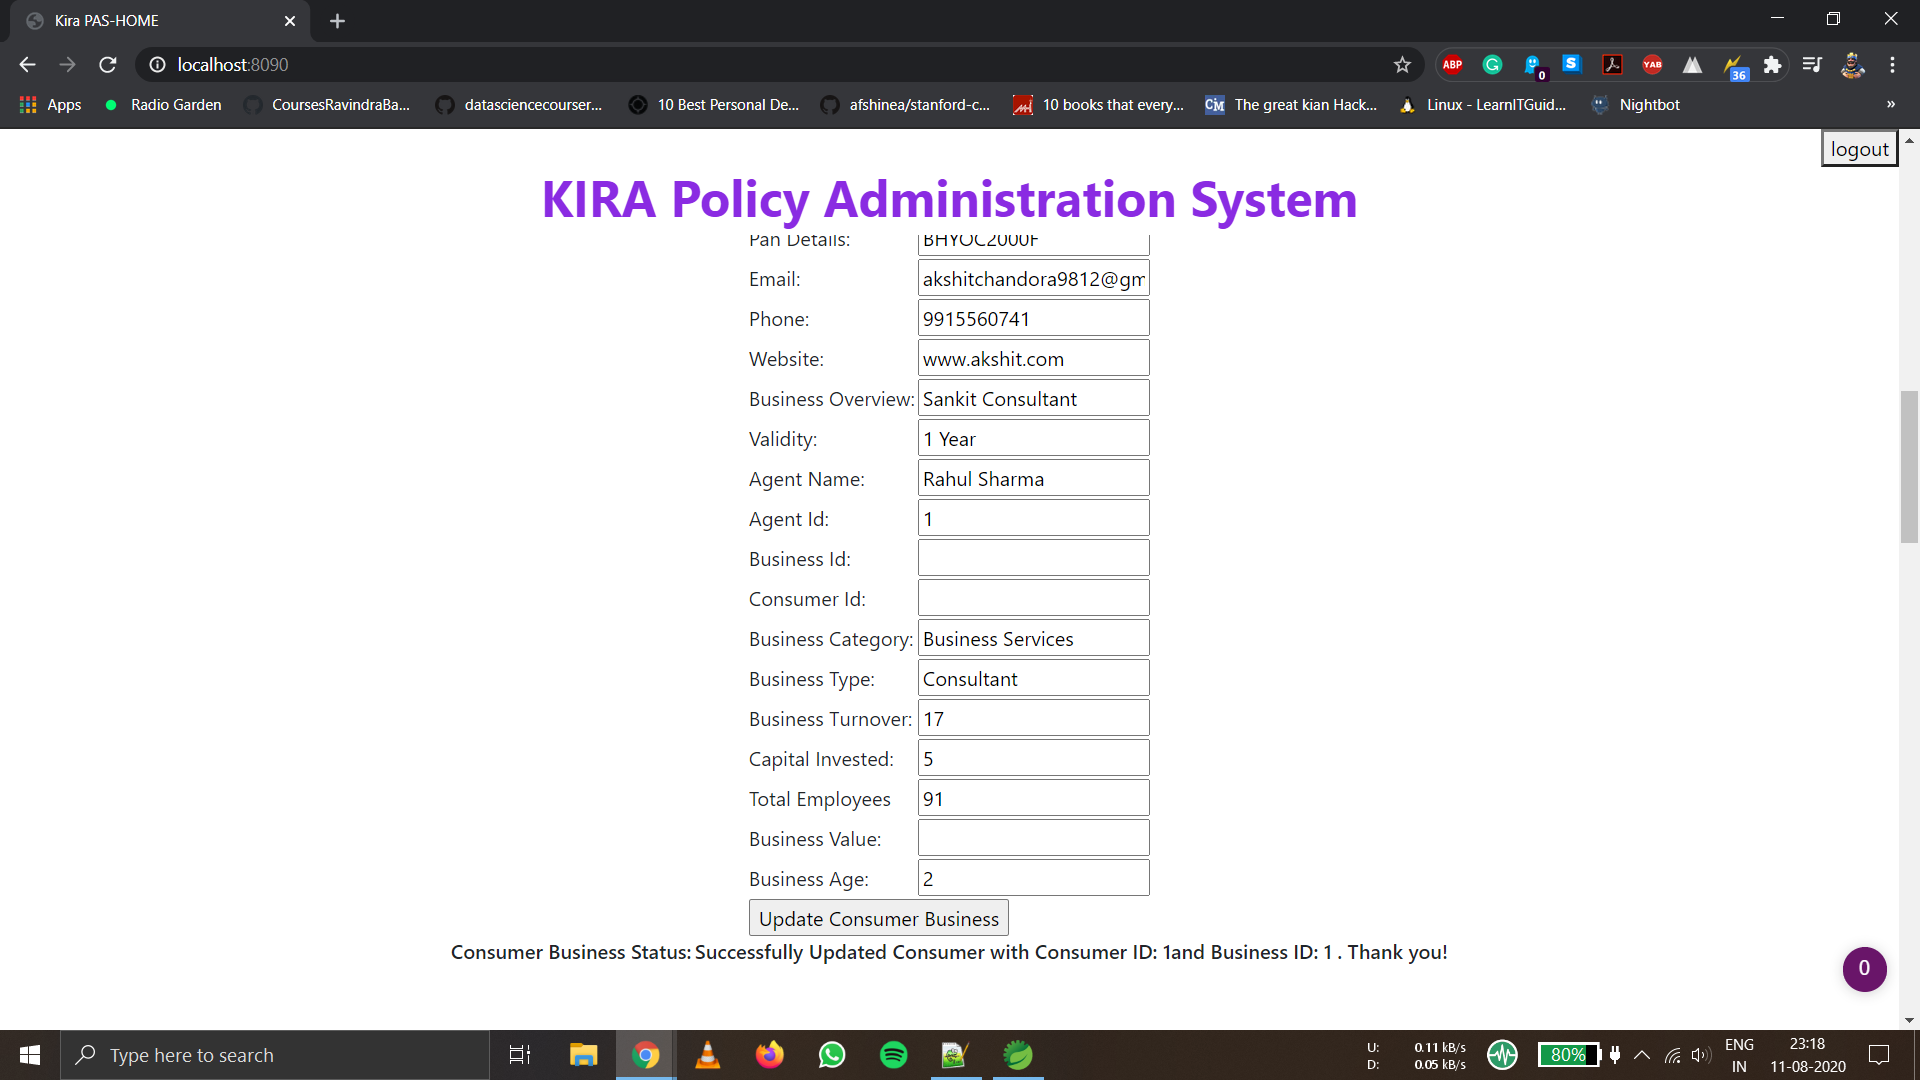 Kira PAS-HOME
localhost:8090
ABP
0
S
YAB
36
Apps
Radio Garden
CoursesRavindraBa...
datasciencecourser...
10 Best Personal De...
afshinea/stanford-c...
10 books that every...
CM
The great kian Hack...
Linux - LearnITGuid...
Nightbot
»
logout
KIRA Policy Administration System
Pan Details: BHYOC2000F
Email: akshitchandora9812@gm
Phone: 9915560741
Website: www.akshit.com
Business Overview: Sankit Consultant
Validity: 1 Year
Agent Name: Rahul Sharma
Agent Id: 1
Business Id:
Consumer Id:
Business Category: Business Services
Business Type: Consultant
Business Turnover: 17
Capital Invested: 5
Total Employees 91
Business Value:
Business Age: 2
Update Consumer Business
Consumer Business Status: Successfully Updated Consumer with Consumer ID: 1and Business ID: 1 . Thank you!
0
Type here to search
U: 0.11 kB/s
D: 0.05 kB/s
80%
ENG
IN
23:18
11-08-2020